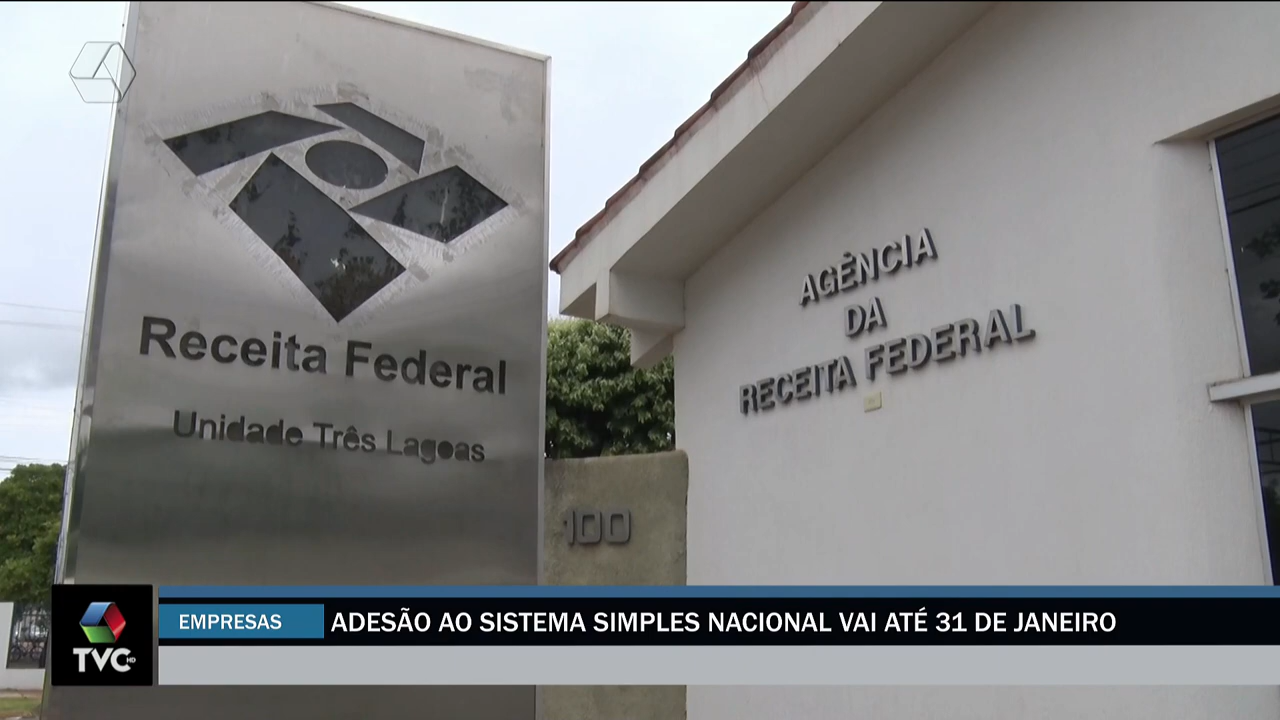 Receita Federal
Unidade Três Lagoas
AGÊNCIA
DA
RECEITA FEDERAL
100
EMPRESAS
ADESÃO AO SISTEMA SIMPLES NACIONAL VAI ATÉ 31 DE JANEIRO
TVC HD